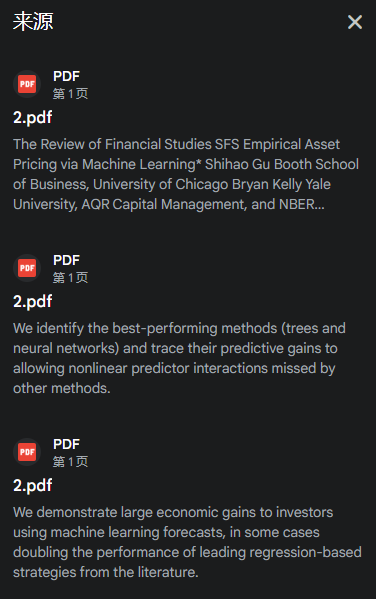 来源
PDF
PDF
第 1 页
2.pdf
The Review of Financial Studies SFS Empirical Asset
Pricing via Machine Learning* Shihao Gu Booth School
of Business, University of Chicago Bryan Kelly Yale
University, AQR Capital Management, and NBER...
PDF
PDF
第 1 页
2.pdf
We identify the best-performing methods (trees and
neural networks) and trace their predictive gains to
allowing nonlinear predictor interactions missed by
other methods.
PDF
PDF
第 1 页
2.pdf
We demonstrate large economic gains to investors
using machine learning forecasts, in some cases
doubling the performance of leading regression-based
strategies from the literature.